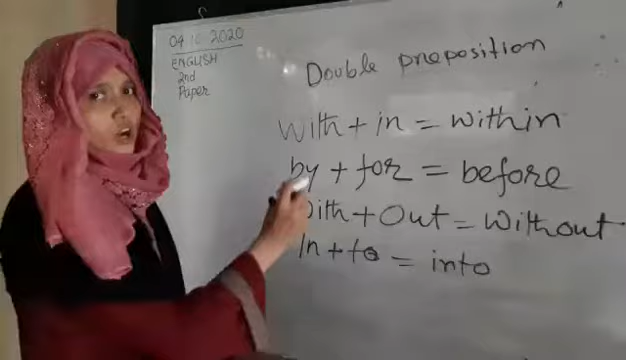 04 10 2020
ENGLISH
2nd
Paper
Double preposition
With + in = within
by + for = before
With + Out = Without
In + to = into